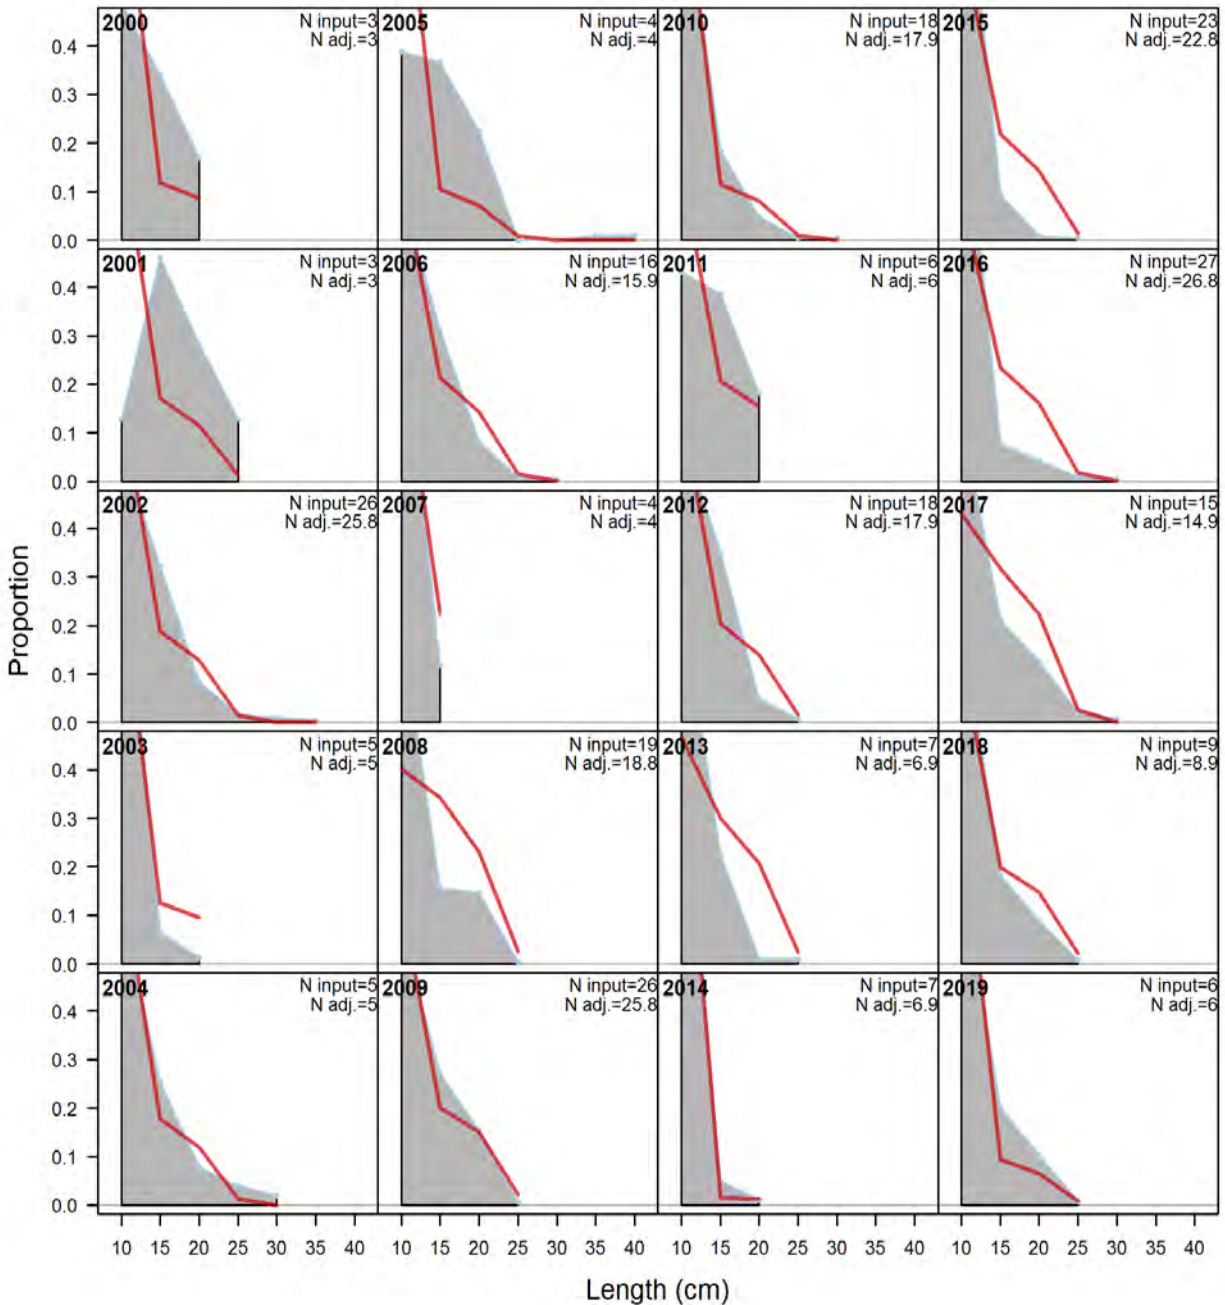 2000
N input=3
N adj.=3
2005
N input=4
N adj.=4
2010
N input=18
N adj.=17.9
2015
N input=23
N adj.=22.8
0.4
0.3
0.2
0.1
0.0
2001
N input=3
N adj.=3
2006
N input=16
N adj.=15.9
2011
N input=6
N adj.=6
2016
N input=27
N adj.=26.8
0.4
0.3
0.2
0.1
0.0
2002
N input=26
N adj.=25.8
2007
N input=4
N adj.=4
2012
N input=18
N adj.=17.9
2017
N input=15
N adj.=14.9
0.4
0.3
0.2
0.1
0.0
Proportion
2003
N input=5
N adj.=5
2008
N input=19
N adj.=18.8
2013
N input=7
N adj.=6.9
2018
N input=9
N adj.=8.9
0.4
0.3
0.2
0.1
0.0
2004
N input=5
N adj.=5
2009
N input=26
N adj.=25.8
2014
N input=7
N adj.=6.9
2019
N input=6
N adj.=6
0.4
0.3
0.2
0.1
0.0
10 15 20 25 30 35 40 10 15 20 25 30 35 40 10 15 20 25 30 35 40 10 15 20 25 30 35 40
Length (cm)